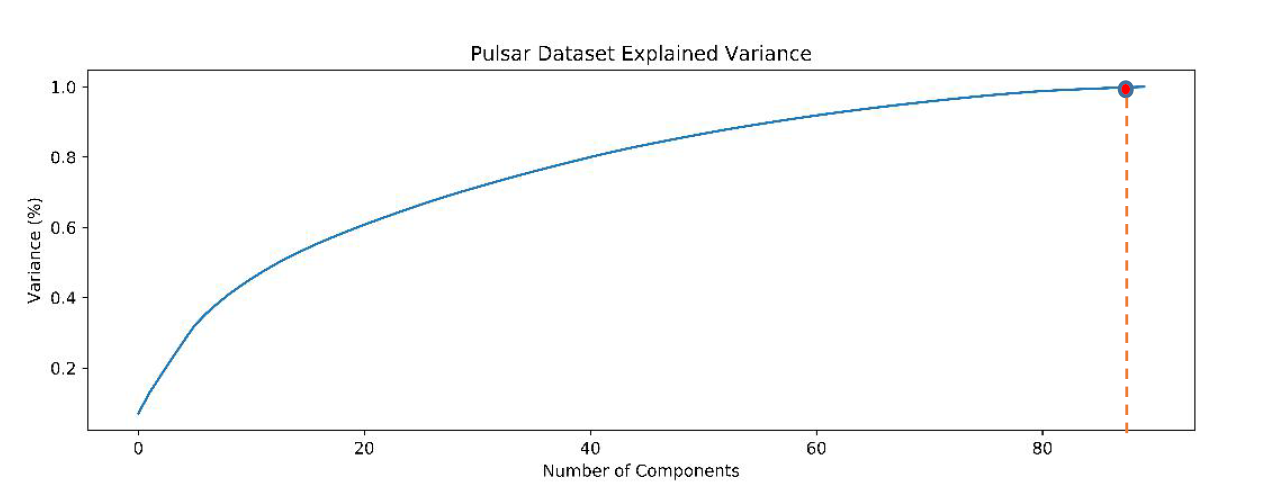 Pulsar Dataset Explained Variance
Variance (%)
1.0
0.8
0.6
0.4
0.2
0 20 40 60 80
Number of Components